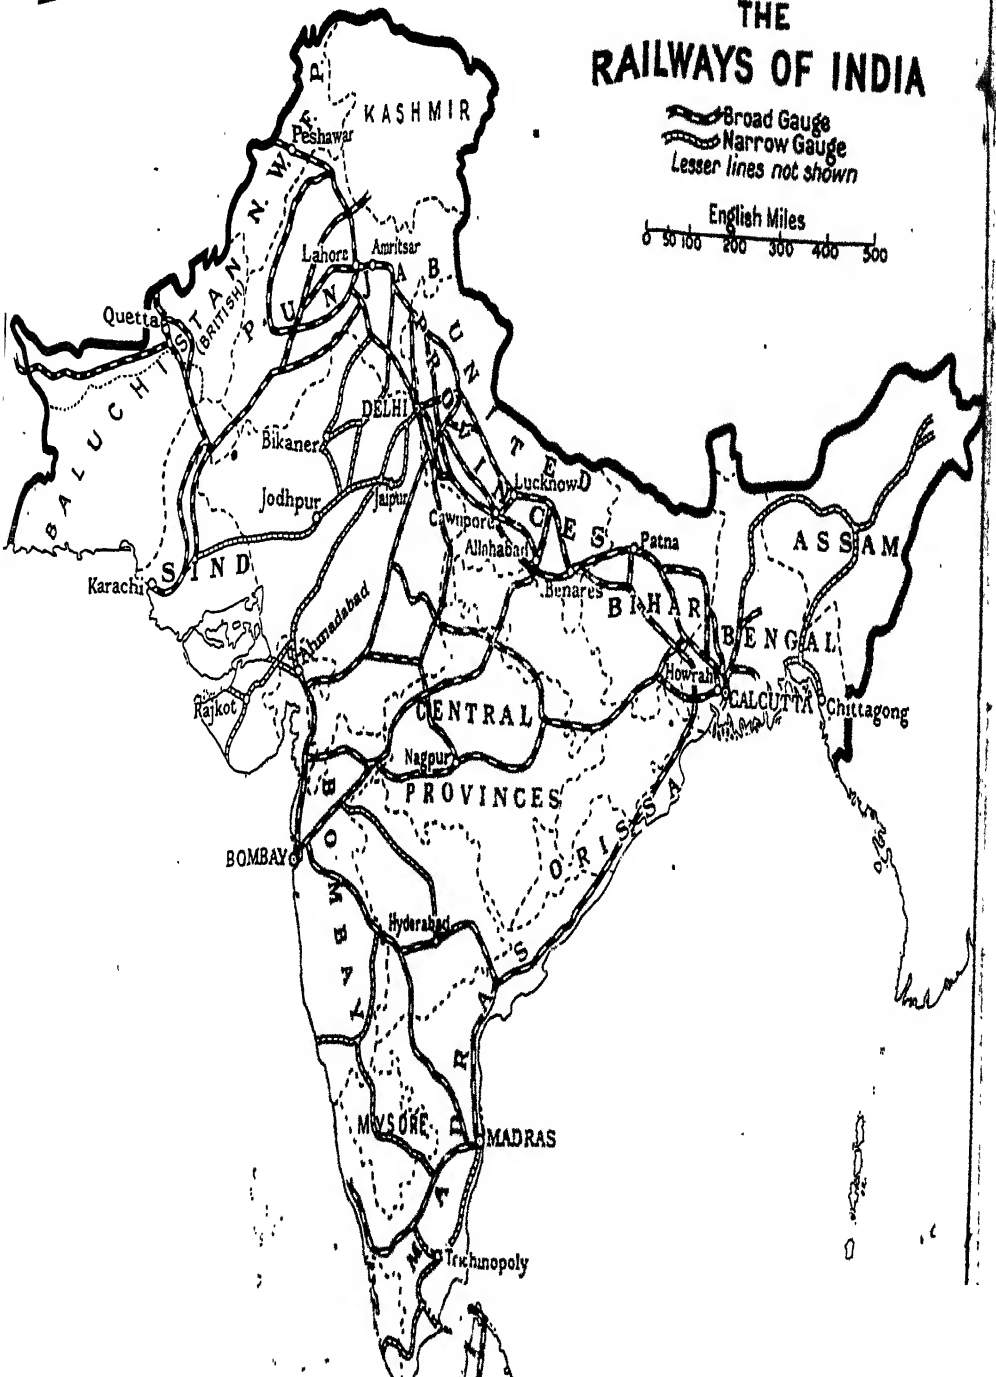 THE
RAILWAYS OF INDIA
Broad Gauge
Narrow Gauge
Lesser lines not shown
English Miles
0 50 100 200 300 400 500
KASHMIR
N. W. F. P.
Peshawar
Lahore
Amritsar
PUNJAB
Quetta
BALUCHISTAN
(BRITISH)
UNITED
PROVINCES
DELHI
Bikaner
Jodhpur
Jaipur
Lucknow
Cawnpore
Allahabad
Benares
Patna
ASSAM
SIND
Karachi
BIHAR
BENGAL
Ahmadabad
Rajkot
Howrah
CALCUTTA
Chittagong
CENTRAL
Nagpur
PROVINCES
ORISSA
BOMBAY
BOMBAY
Hyderabad
MADRAS
MYSORE
MADRAS
Trichinopoly